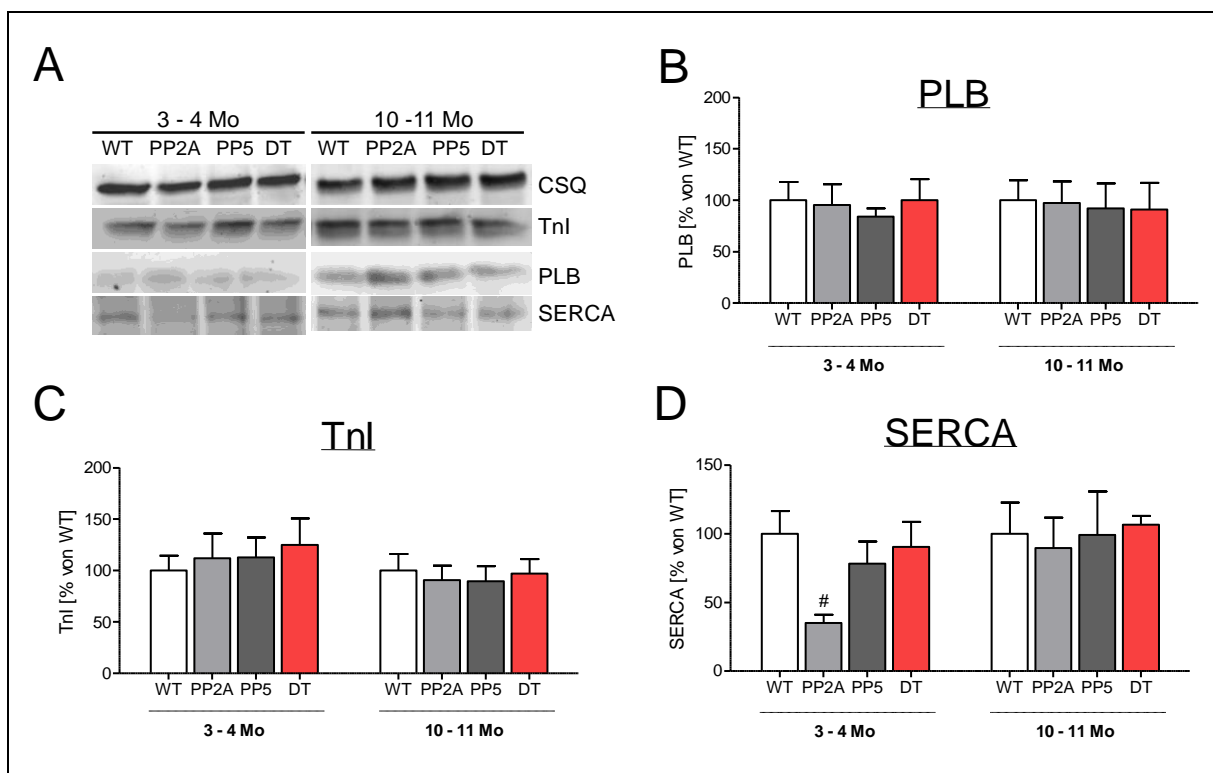 A
3 - 4 Mo
10 -11 Mo
WT PP2A PP5 DT
WT PP2A PP5 DT
CSQ
TnI
PLB
SERCA
B
PLB
PLB [% von WT]
200
150
100
50
0
WT PP2A PP5 DT
WT PP2A PP5 DT
3 - 4 Mo
10 - 11 Mo
C
TnI
TnI [% von WT]
200
150
100
50
0
WT PP2A PP5 DT
WT PP2A PP5 DT
3 - 4 Mo
10 - 11 Mo
D
SERCA
SERCA [% von WT]
150
100
50
0
#
WT PP2A PP5 DT
WT PP2A PP5 DT
3 - 4 Mo
10 - 11 Mo